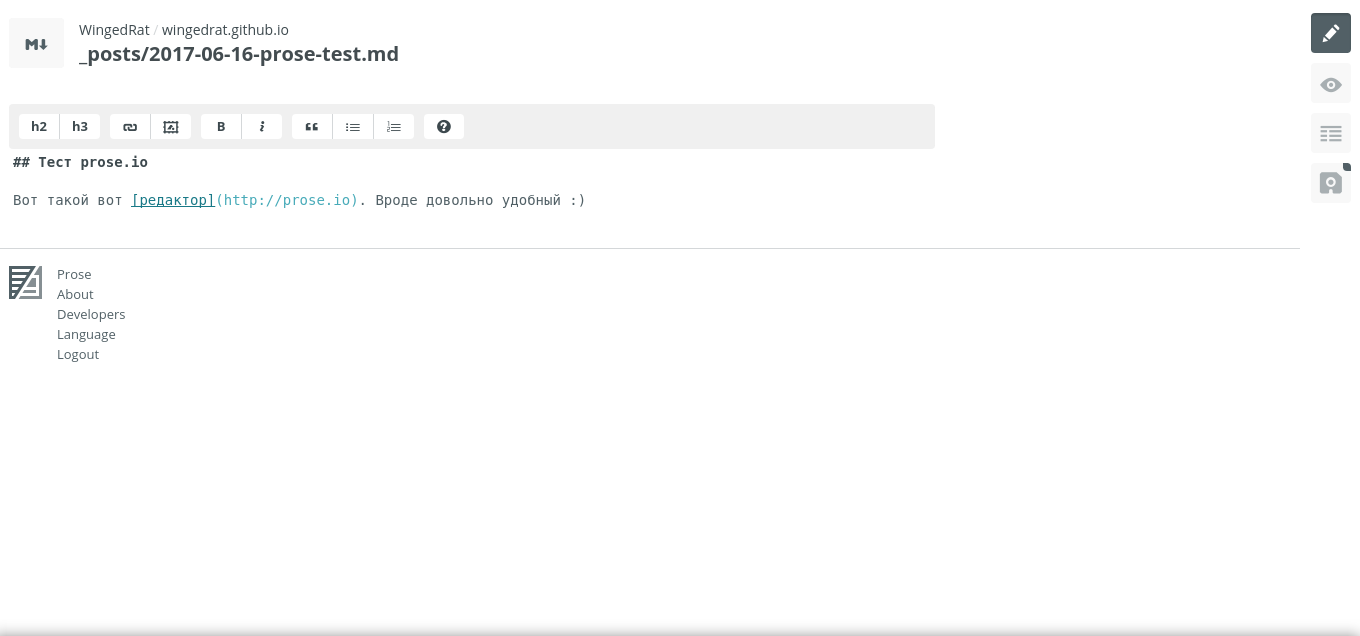 M↓
WingedRat / wingedrat.github.io
_posts/2017-06-16-prose-test.md
h2 h3 B i
## Тест prose.io
Вот такой вот [редактор](http://prose.io). Вроде довольно удобный :)
Prose
About
Developers
Language
Logout